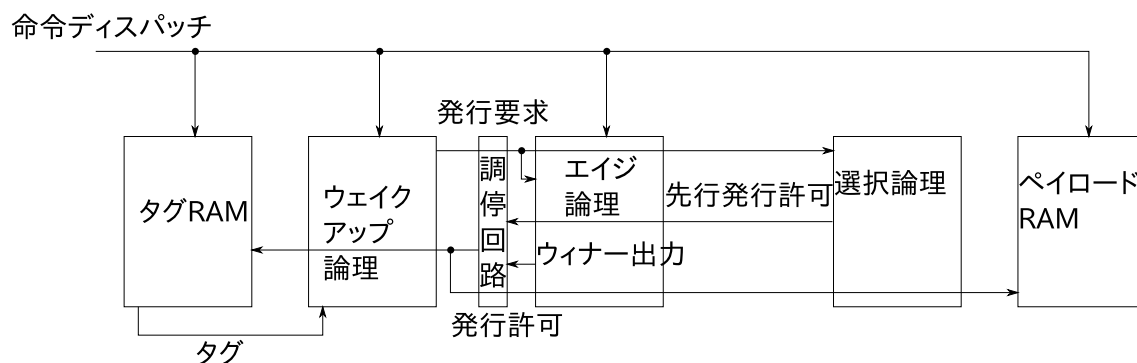 命令ディスパッチ
発行要求
タグRAM
ウェイク
アップ
論理
調停回路
エイジ
論理
先行発行許可
ウィナー出力
選択論理
ペイロード
RAM
発行許可
タグ